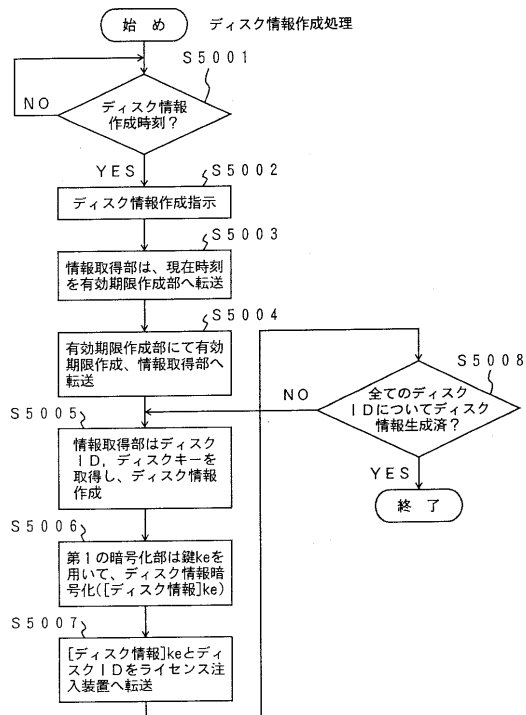 始め
ディスク情報作成処理
S5001
ディスク情報
作成時刻?
NO
YES
S5002
ディスク情報作成指示
S5003
情報取得部は、現在時刻
を有効期限作成部へ転送
S5004
有効期限作成部にて有効
期限作成、情報取得部へ
転送
S5005
情報取得部はディスク
ID,ディスクキーを
取得し、ディスク情報
作成
S5006
第1の暗号化部は鍵keを
用いて、ディスク情報暗
号化([ディスク情報]ke)
S5007
[ディスク情報]keとディ
スクIDをライセンス注
入装置へ転送
S5008
全てのディスク
IDについてディスク
情報生成済?
NO
YES
終了